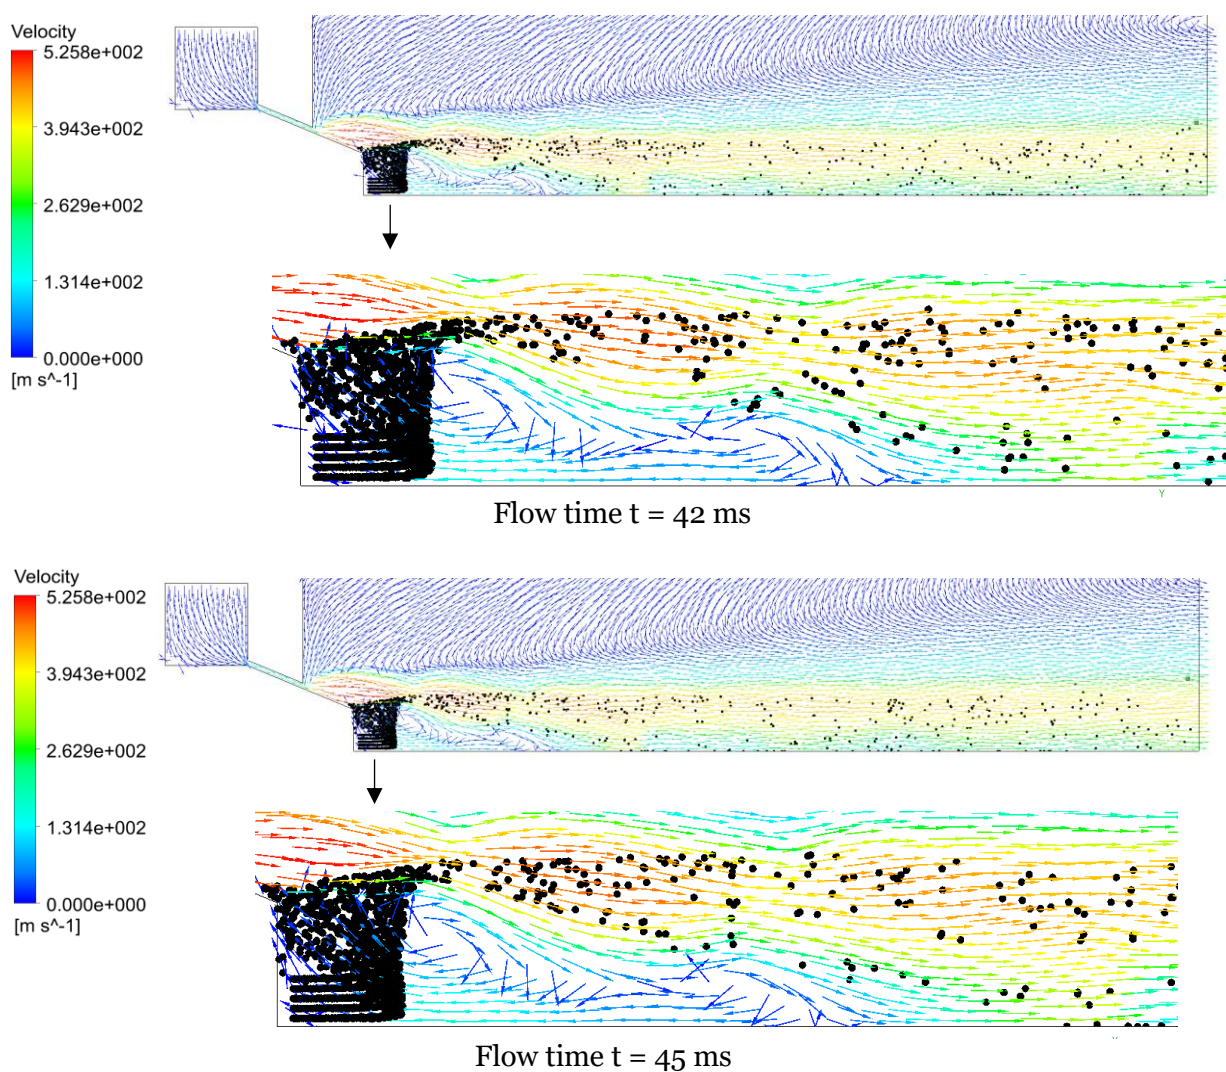 Velocity
5.258e+002
3.943e+002
2.629e+002
1.314e+002
0.000e+000
[m s^-1]
Y
Flow time t = 42 ms
Velocity
5.258e+002
3.943e+002
2.629e+002
1.314e+002
0.000e+000
[m s^-1]
Flow time t = 45 ms